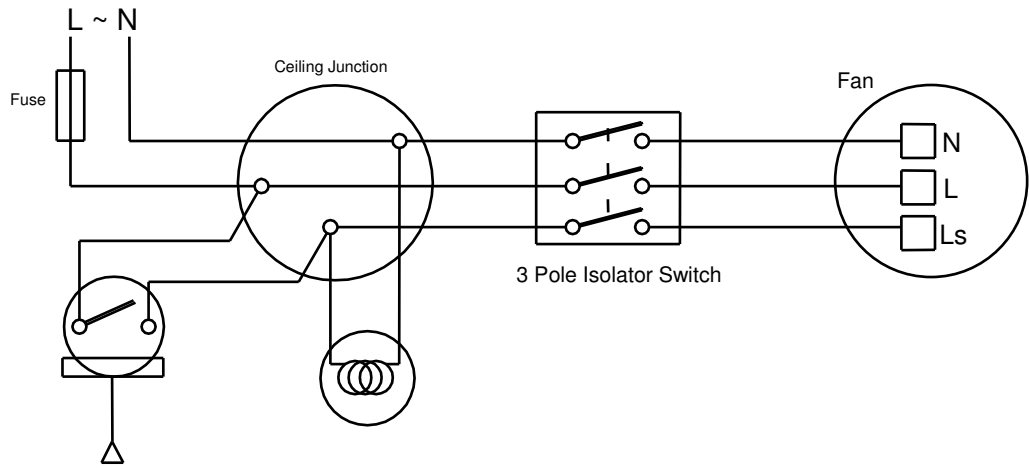 L ~ N
Ceiling Junction
Fuse
Fan
N
L
Ls
3 Pole Isolator Switch